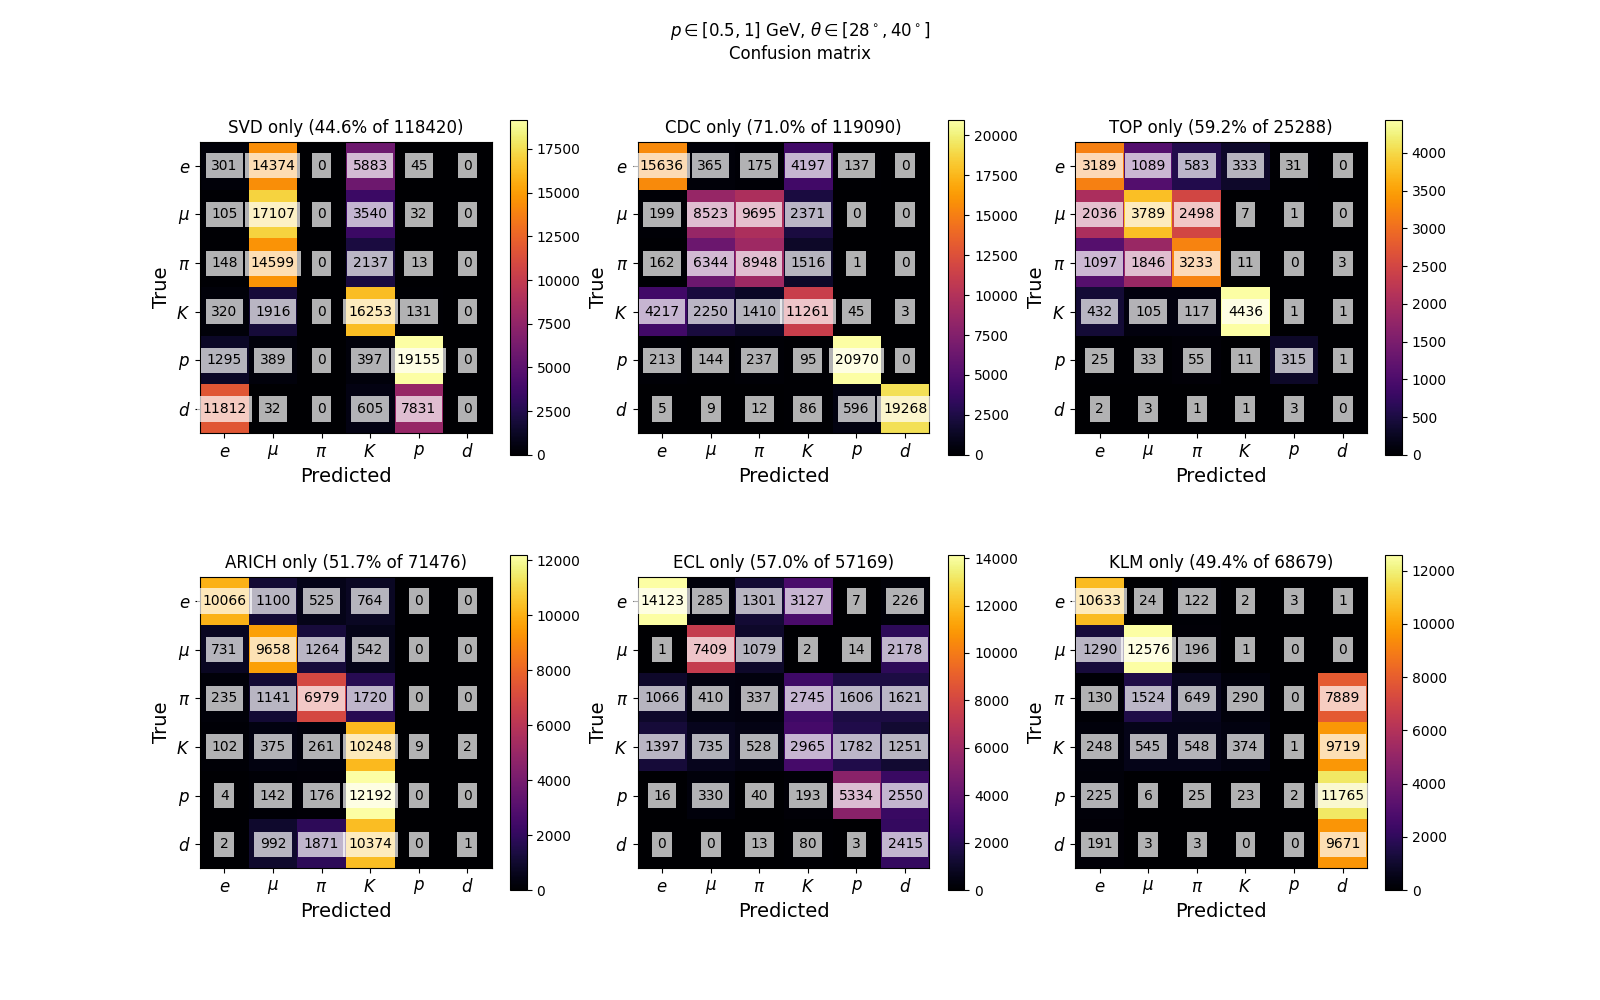 p ∈ [0.5, 1] GeV, θ ∈ [28°, 40°]
Confusion matrix
SVD only (44.6% of 118420)
e 301 14374 0 5883 45 0
μ 105 17107 0 3540 32 0
π 148 14599 0 2137 13 0
K 320 1916 0 16253 131 0
p 1295 389 0 397 19155 0
d 11812 32 0 605 7831 0
e μ π K p d
Predicted
True
17500
15000
12500
10000
7500
5000
2500
0
CDC only (71.0% of 119090)
e 15636 365 175 4197 137 0
μ 199 8523 9695 2371 0 0
π 162 6344 8948 1516 1 0
K 4217 2250 1410 11261 45 3
p 213 144 237 95 20970 0
d 5 9 12 86 596 19268
e μ π K p d
Predicted
True
20000
17500
15000
12500
10000
7500
5000
2500
0
TOP only (59.2% of 25288)
e 3189 1089 583 333 31 0
μ 2036 3789 2498 7 1 0
π 1097 1846 3233 11 0 3
K 432 105 117 4436 1 1
p 25 33 55 11 315 1
d 2 3 1 1 3 0
e μ π K p d
Predicted
True
4000
3500
3000
2500
2000
1500
1000
500
0
ARICH only (51.7% of 71476)
e 10066 1100 525 764 0 0
μ 731 9658 1264 542 0 0
π 235 1141 6979 1720 0 0
K 102 375 261 10248 9 2
p 4 142 176 12192 0 0
d 2 992 1871 10374 0 1
e μ π K p d
Predicted
True
12000
10000
8000
6000
4000
2000
0
ECL only (57.0% of 57169)
e 14123 285 1301 3127 7 226
μ 1 7409 1079 2 14 2178
π 1066 410 337 2745 1606 1621
K 1397 735 528 2965 1782 1251
p 16 330 40 193 5334 2550
d 0 0 13 80 3 2415
e μ π K p d
Predicted
True
14000
12000
10000
8000
6000
4000
2000
0
KLM only (49.4% of 68679)
e 10633 24 122 2 3 1
μ 1290 12576 196 1 0 0
π 130 1524 649 290 0 7889
K 248 545 548 374 1 9719
p 225 6 25 23 2 11765
d 191 3 3 0 0 9671
e μ π K p d
Predicted
True
12000
10000
8000
6000
4000
2000
0